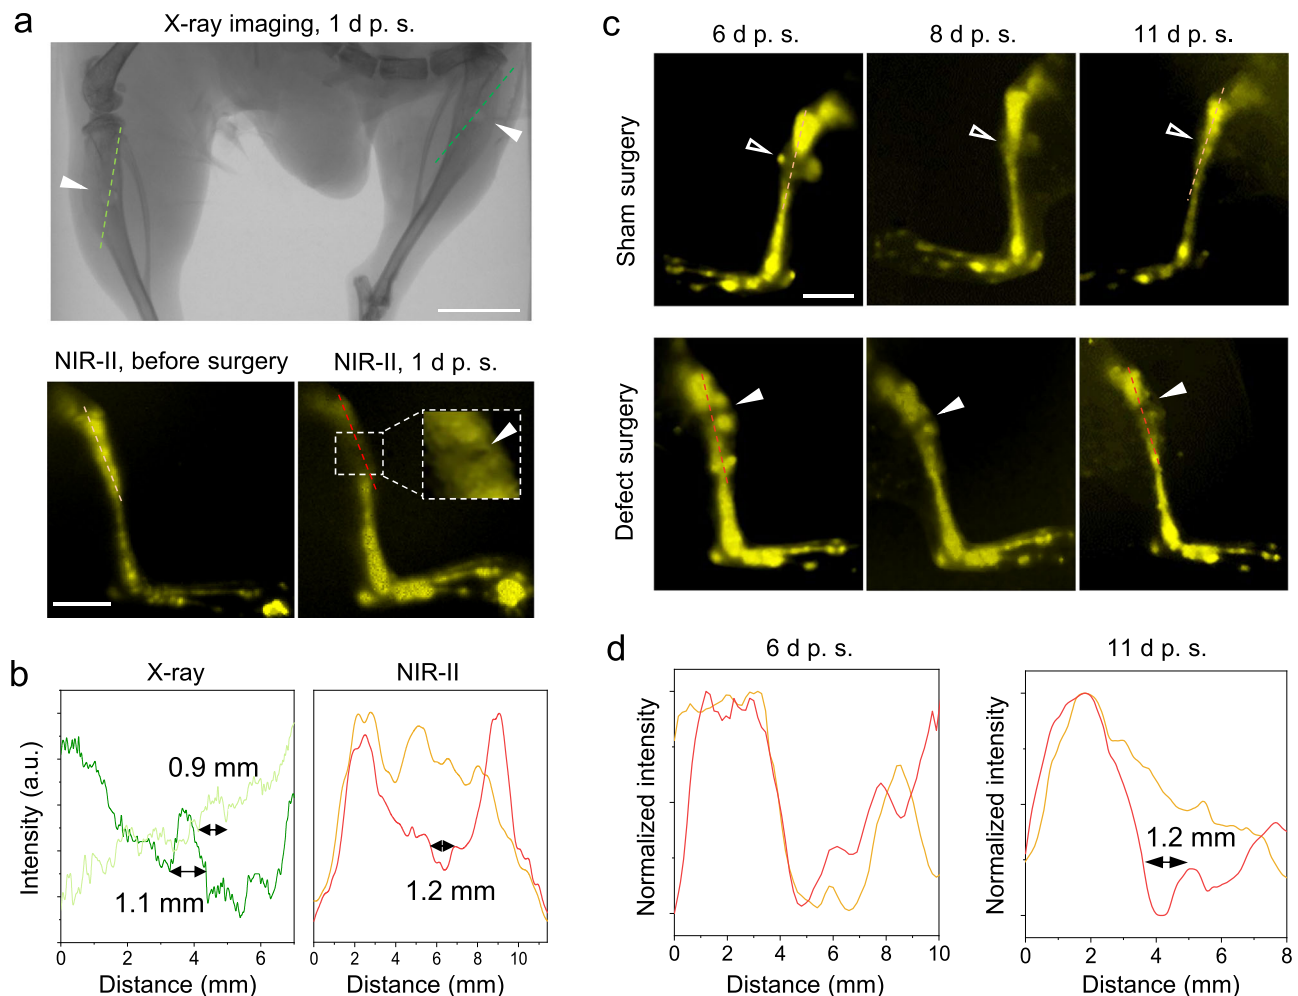 a
X-ray imaging, 1 d p. s.
NIR-II, before surgery
NIR-II, 1 d p. s.
b
X-ray
NIR-II
Intensity (a.u.)
0.9 mm
1.1 mm
1.2 mm
0 2 4 6
0 2 4 6 8 10
Distance (mm)
Distance (mm)
c
6 d p. s.
8 d p. s.
11 d p. s.
Sham surgery
Defect surgery
d
6 d p. s.
11 d p. s.
Normalized intensity
Normalized intensity
1.2 mm
0 2 4 6 8 10
0 2 4 6 8
Distance (mm)
Distance (mm)